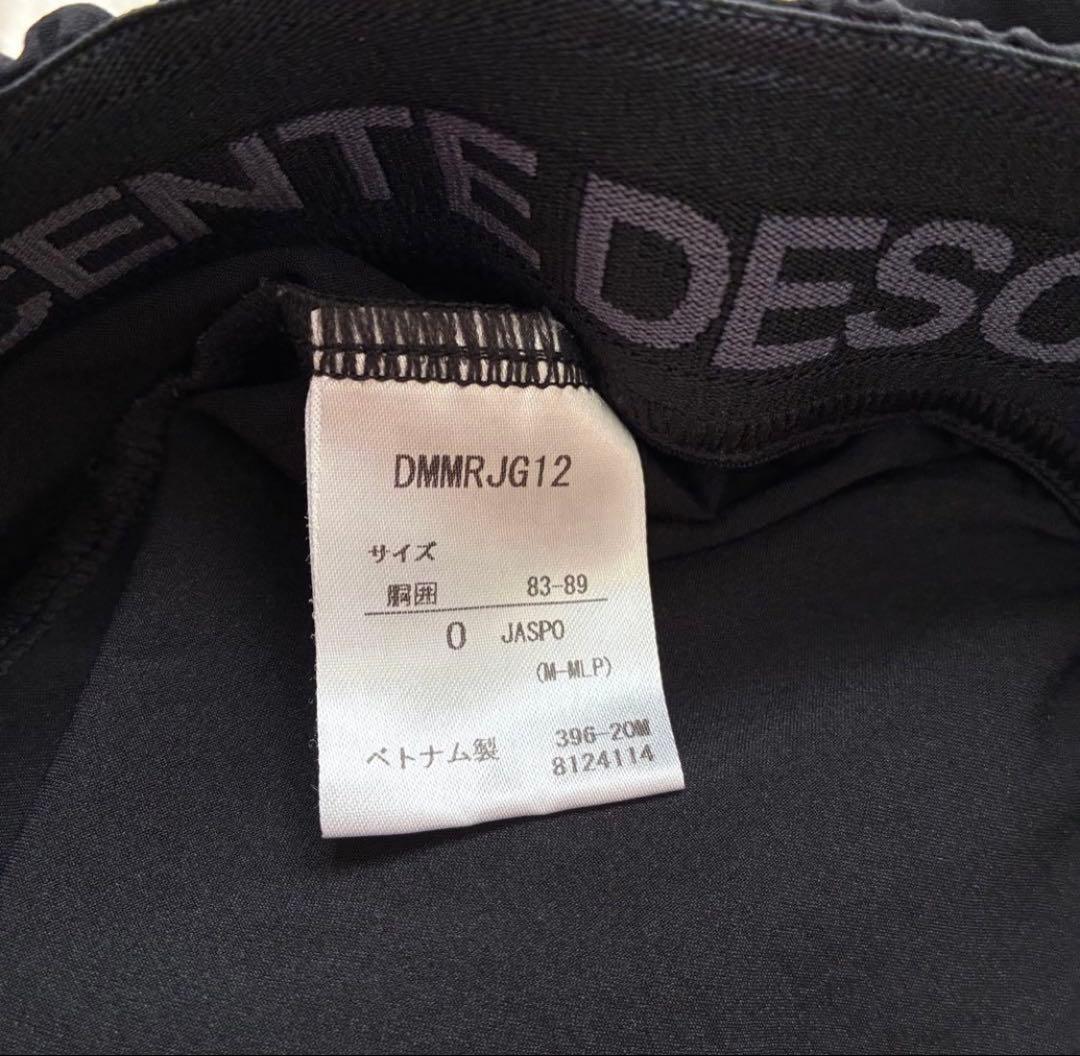 CENTE DESC
DMMRJG12
サイズ
胴囲 83-89
O JASPO
(M-MLP)
ベトナム製 396-20M
8124114